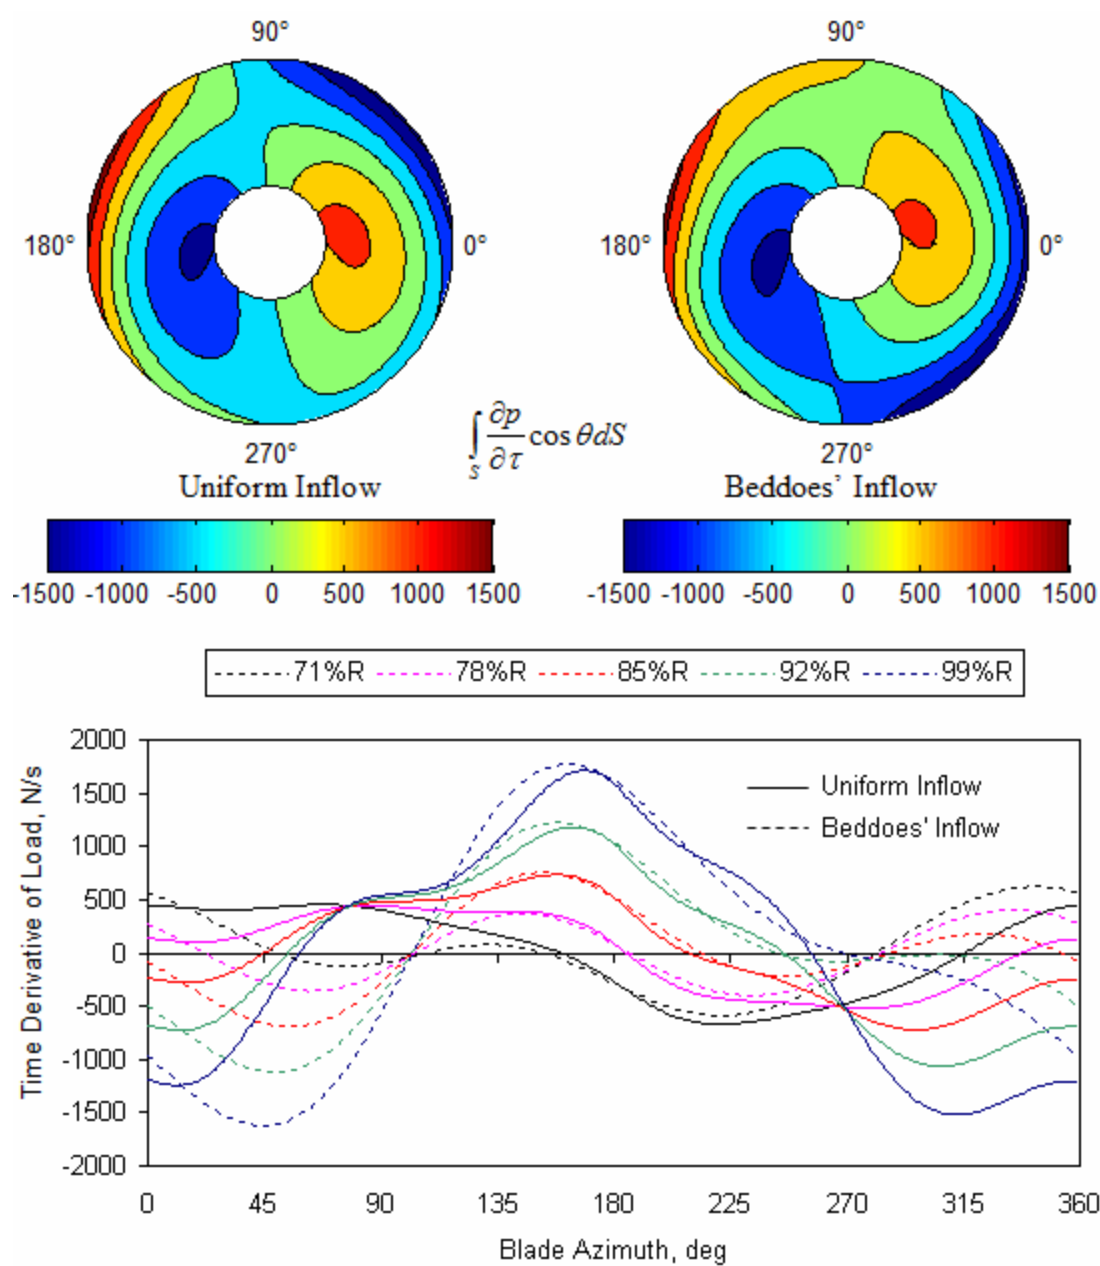 90° 90°
180° 0° 180° 0°
270° 270°
∫S ∂p/∂τ cos θdS
Uniform Inflow Beddoes' Inflow
-1500 -1000 -500 0 500 1000 1500 -1500 -1000 -500 0 500 1000 1500
71%R 78%R 85%R 92%R 99%R
Time Derivative of Load, N/s
2000
1500
1000
500
0
-500
-1000
-1500
-2000
Uniform Inflow
Beddoes' Inflow
0 45 90 135 180 225 270 315 360
Blade Azimuth, deg